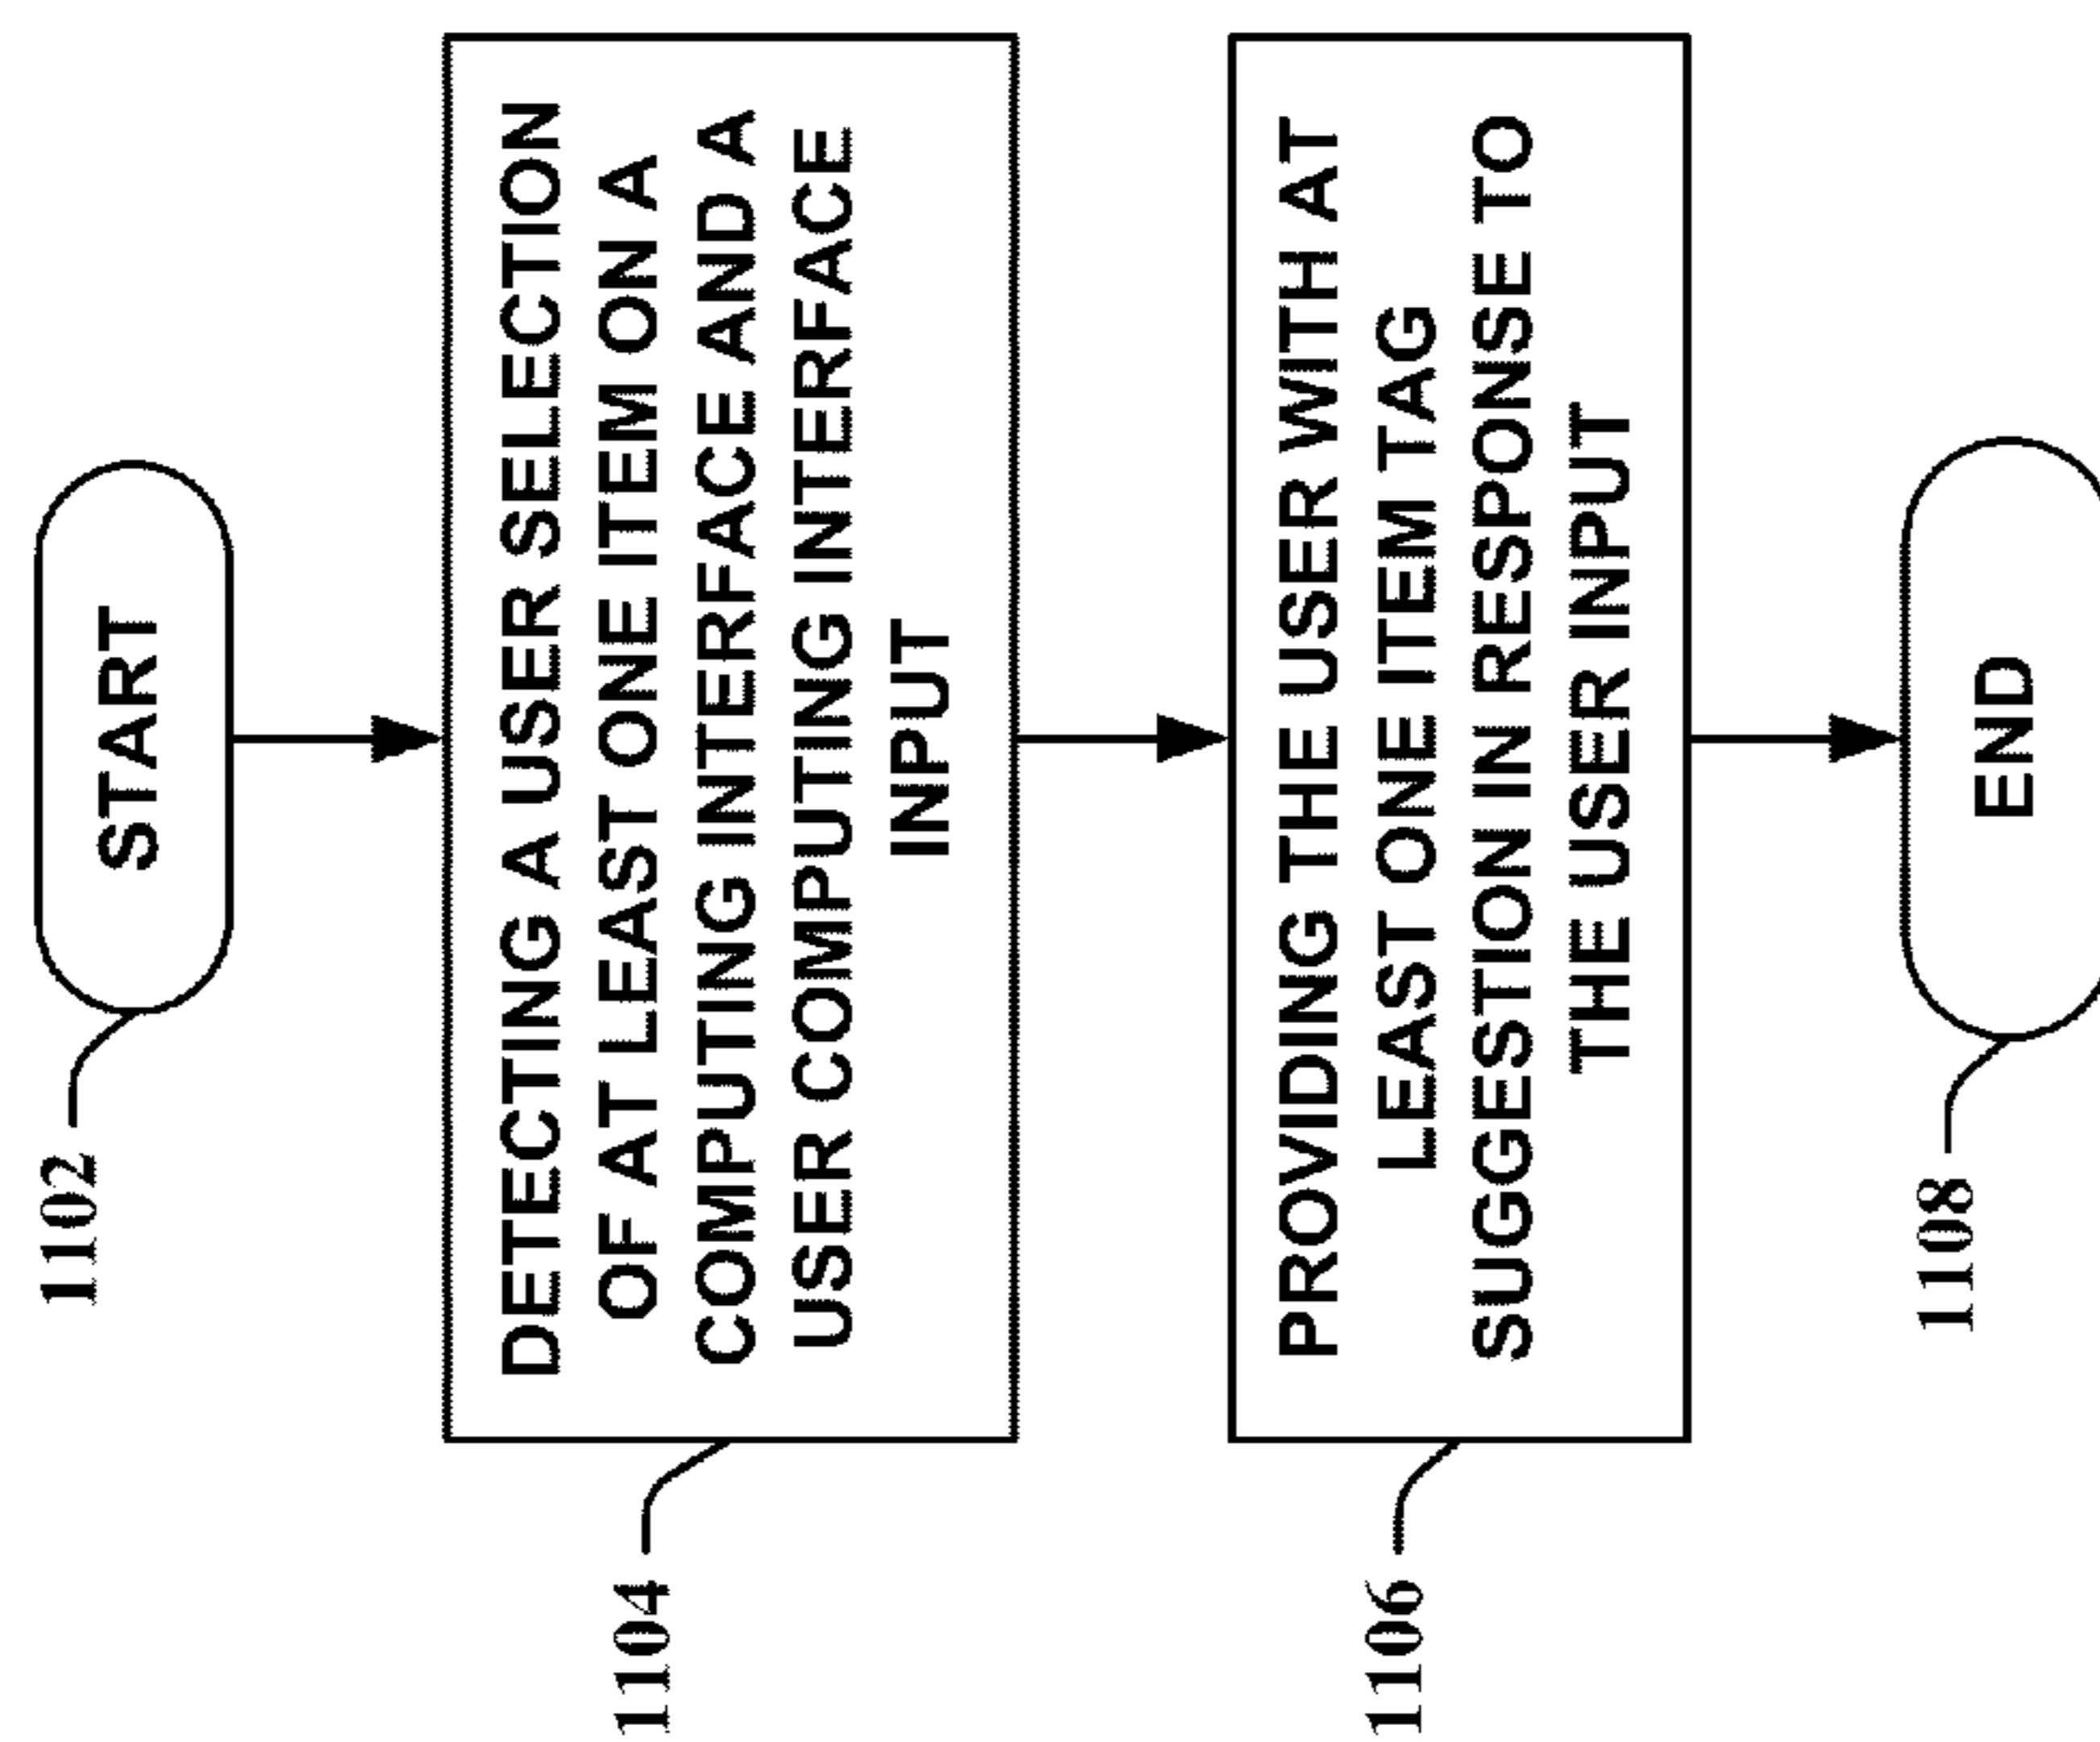 1102
START
1104
DETECTING A USER SELECTION
OF AT LEAST ONE ITEM ON A
COMPUTING INTERFACE AND A
USER COMPUTING INTERFACE
INPUT
1106
PROVIDING THE USER WITH AT
LEAST ONE ITEM TAG
SUGGESTION IN RESPONSE TO
THE USER INPUT
1108
END